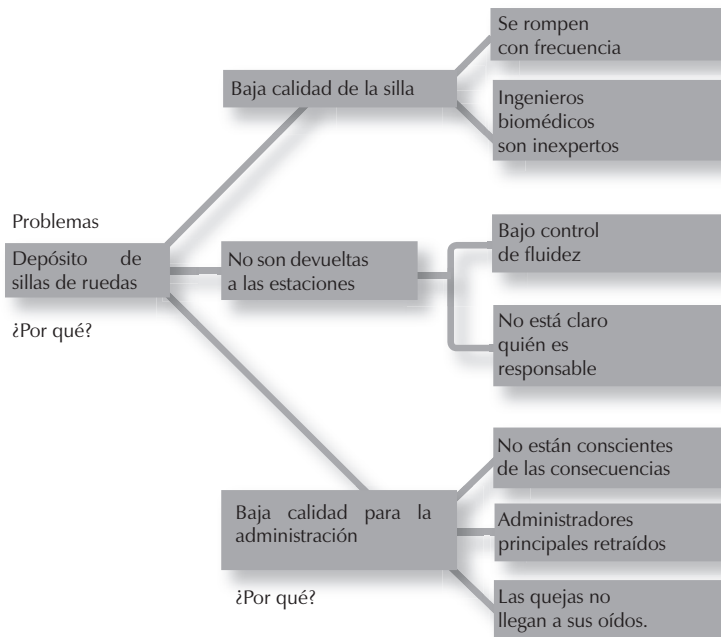 Se rompen
con frecuencia
Baja calidad de la silla
Ingenieros
biomédicos
son inexpertos
Problemas
Depósito de
sillas de ruedas
¿Por qué?
No son devueltas
a las estaciones
Bajo control
de fluidez
No está claro
quién es
responsable
No están conscientes
de las consecuencias
Baja calidad para la
administración
¿Por qué?
Administradores
principales retraídos
Las quejas no
llegan a sus oídos.